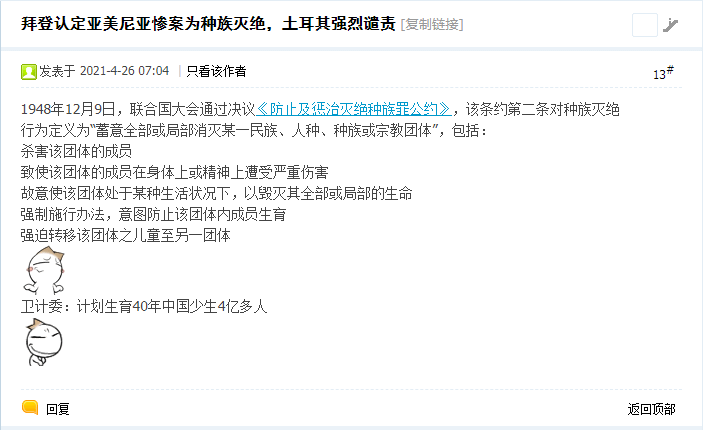 拜登认定亚美尼亚惨案为种族灭绝，土耳其强烈谴责 [复制链接]
发表于 2021-4-26 07:04 | 只看该作者
13#
1948年12月9日，联合国大会通过决议《防止及惩治灭绝种族罪公约》，该条约第二条对种族灭绝
行为定义为“蓄意全部或局部消灭某一民族、人种、种族或宗教团体”，包括：
杀害该团体的成员
致使该团体的成员在身体上或精神上遭受严重伤害
故意使该团体处于某种生活状况下，以毁灭其全部或局部的生命
强制施行办法，意图防止该团体内成员生育
强迫转移该团体之儿童至另一团体
卫计委：计划生育40年中国少生4亿多人
回复
返回顶部